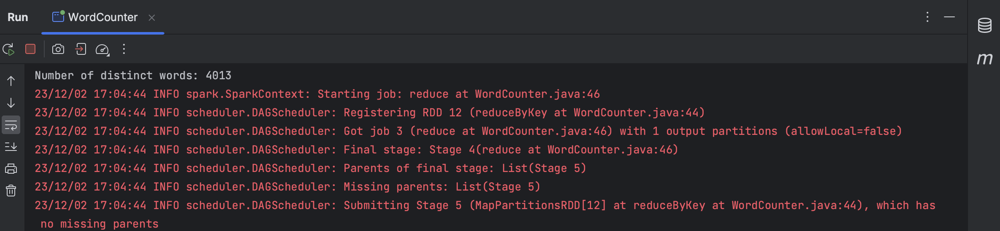 Run WordCounter
Number of distinct words: 4013
23/12/02 17:04:44 INFO spark.SparkContext: Starting job: reduce at WordCounter.java:46
23/12/02 17:04:44 INFO scheduler.DAGScheduler: Registering RDD 12 (reduceByKey at WordCounter.java:44)
23/12/02 17:04:44 INFO scheduler.DAGScheduler: Got job 3 (reduce at WordCounter.java:46) with 1 output partitions (allowLocal=false)
23/12/02 17:04:44 INFO scheduler.DAGScheduler: Final stage: Stage 4(reduce at WordCounter.java:46)
23/12/02 17:04:44 INFO scheduler.DAGScheduler: Parents of final stage: List(Stage 5)
23/12/02 17:04:44 INFO scheduler.DAGScheduler: Missing parents: List(Stage 5)
23/12/02 17:04:44 INFO scheduler.DAGScheduler: Submitting Stage 5 (MapPartitionsRDD[12] at reduceByKey at WordCounter.java:44), which has
no missing parents
m